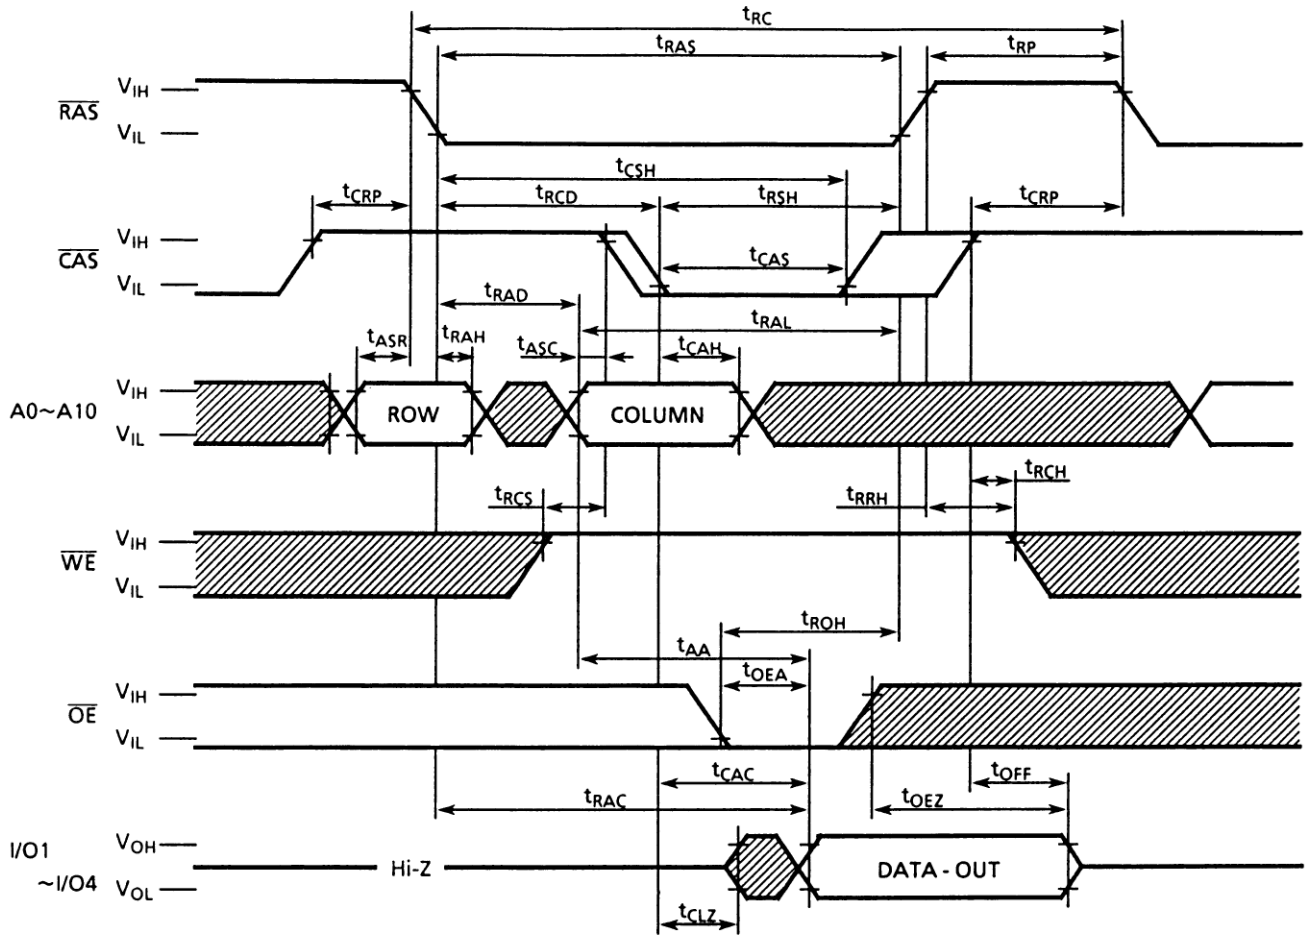 tRC
tRAS
tRP
VIH
RAS
VIL
tCSH
tCRP
tRCD
tRSH
tCRP
VIH
CAS
tCAS
VIL
tRAD
tRAL
tASR
tRAH
tASC
tCAH
VIH
A0~A10
ROW
COLUMN
VIL
tRCH
tRCS
tRRH
VIH
WE
VIL
tROH
tAA
tOEA
VIH
OE
VIL
tCAC
tOFF
tRAC
tOEZ
VOH
I/O1
Hi-Z
DATA - OUT
~I/O4
VOL
tCLZ